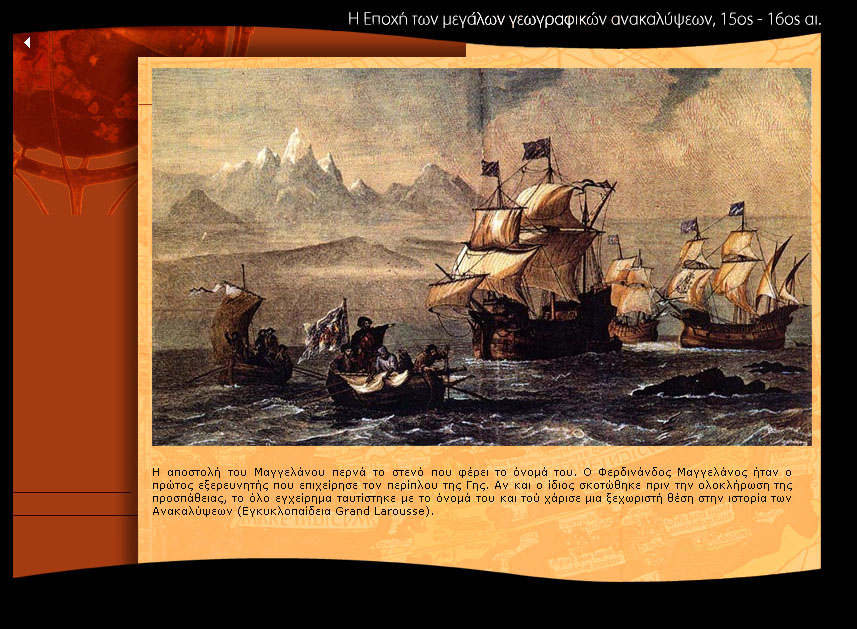 Η Εποχή των μεγάλων γεωγραφικών ανακαλύψεων, 15ος - 16ος αι.
Η αποστολή του Μαγγελάνου περνά το στενό που φέρει το όνομά του. Ο Φερδινάνδος Μαγγελάνος ήταν ο
πρώτος εξερευνητής που επιχείρησε τον περίπλου της Γης. Αν και ο ίδιος σκοτώθηκε πριν την ολοκλήρωση της
προσπάθειας, το όλο εγχείρημα ταυτίστηκε με το όνομά του και τού χάρισε μια ξεχωριστή θέση στην ιστορία των
Ανακαλύψεων (Εγκυκλοπαίδεια Grand Larousse).